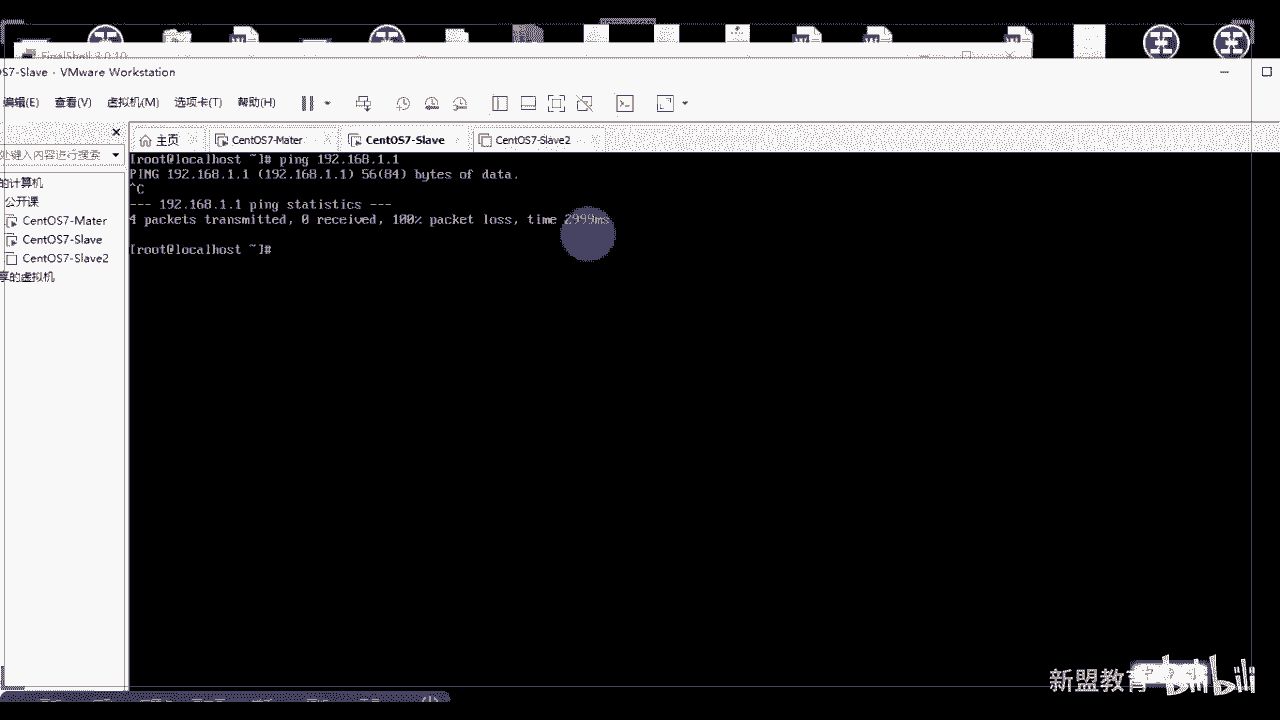 FinalShell 3.0.10
OS7-Slave - VMware Workstation
编辑(E) 查看(V) 虚拟机(M) 选项卡(T) 帮助(H)
处键入内容进行搜索
主页 CentOS7-Mater CentOS7-Slave CentOS7-Slave2
的计算机
公开课
CentOS7-Mater
CentOS7-Slave
CentOS7-Slave2
享的虚拟机
[root@localhost ~]# ping 192.168.1.1
PING 192.168.1.1 (192.168.1.1) 56(84) bytes of data.
^C
--- 192.168.1.1 ping statistics ---
4 packets transmitted, 0 received, 100% packet loss, time 2999ms
[root@localhost ~]#
新盟教育
bilibili